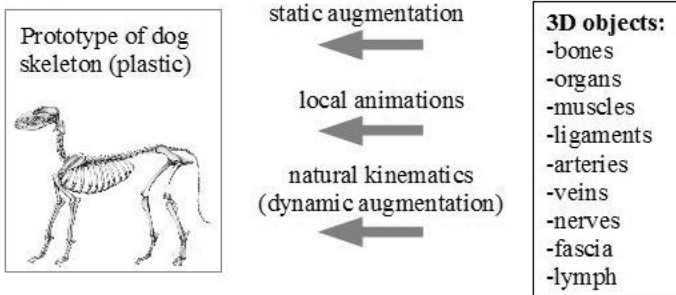 Prototype of dog
skeleton (plastic)
static augmentation
local animations
natural kinematics
(dynamic augmentation)
3D objects:
-bones
-organs
-muscles
-ligaments
-arteries
-veins
-nerves
-fascia
-lymph